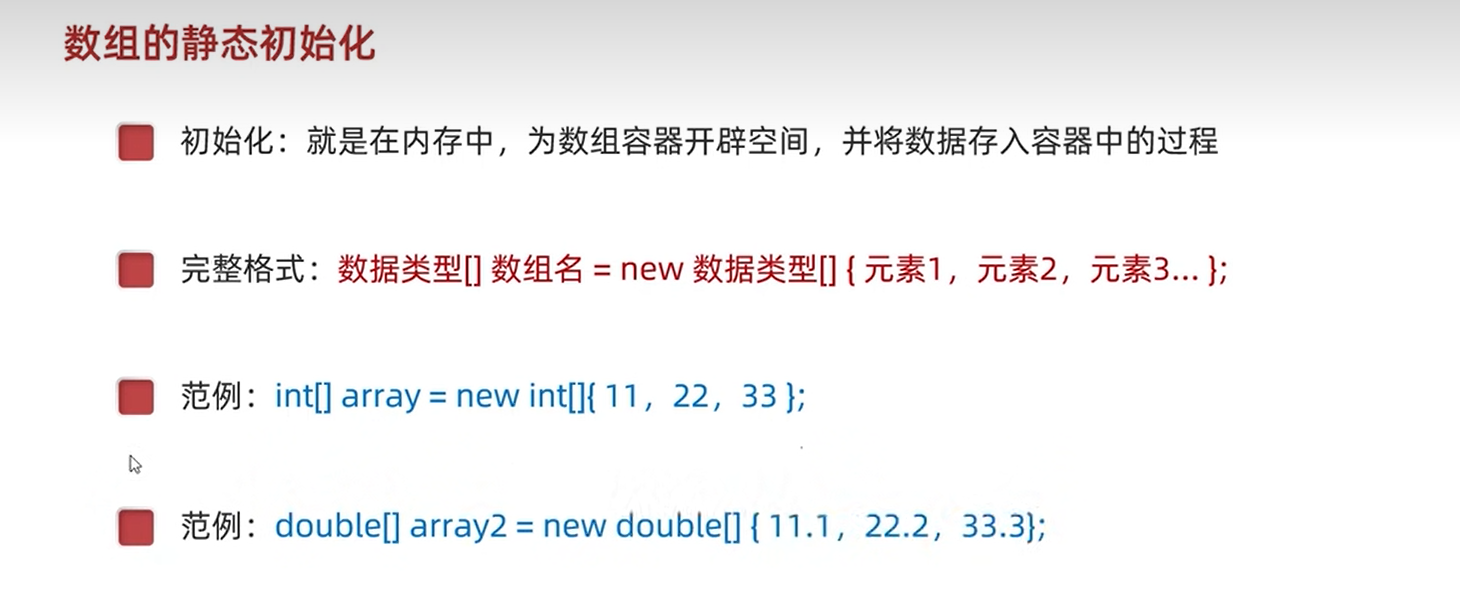 数组的静态初始化
初始化：就是在内存中，为数组容器开辟空间，并将数据存入容器中的过程
完整格式：数据类型[] 数组名 = new 数据类型[] { 元素1，元素2，元素3... };
范例：int[] array = new int[]{ 11，22，33 };
范例：double[] array2 = new double[] { 11.1，22.2，33.3};